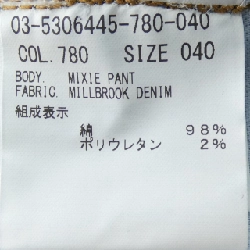 03-5306445-780-040
COL.780 SIZE 040
BODY. MIXIE PANT
FABRIC. MILLBROOK DENIM
組成表示
綿 98%
ポリウレタン 2%